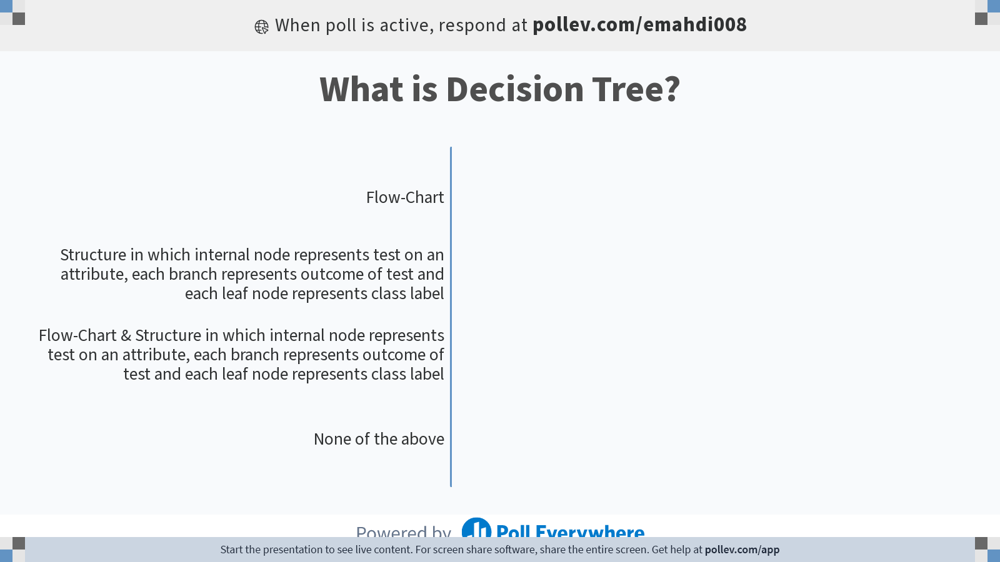 When poll is active, respond at pollev.com/emahdi008
What is Decision Tree?
Flow-Chart
Structure in which internal node represents test on an
attribute, each branch represents outcome of test and
each leaf node represents class label
Flow-Chart & Structure in which internal node represents
test on an attribute, each branch represents outcome of
test and each leaf node represents class label
None of the above
Powered by Poll Everywhere
Start the presentation to see live content. For screen share software, share the entire screen. Get help at pollev.com/app